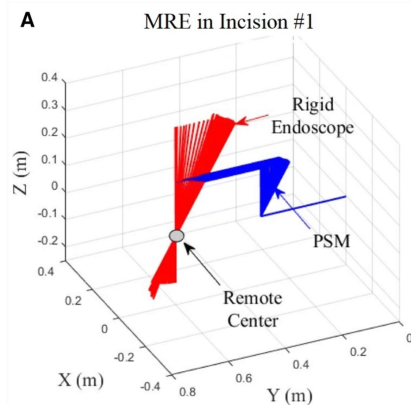 A
MRE in Incision #1
0.4
0.3
0.2
0.1
0
-0.1
-0.2
Z (m)
Rigid
Endoscope
PSM
Remote
Center
0.4
0.2
0
-0.2
-0.4
X (m)
0.8
0.6
0.4
0.2
0
Y (m)